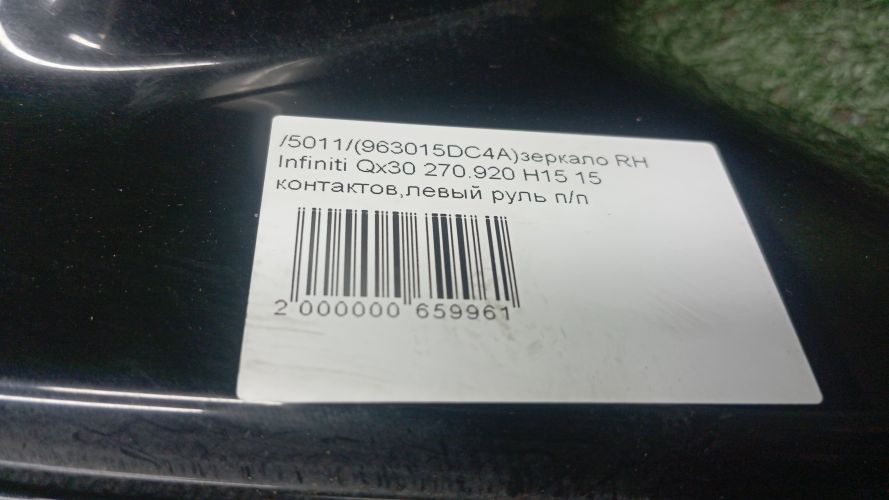 /5011/(963015DC4A)зеркало RH
Infiniti Qx30 270.920 H15 15
контактов,левый руль п/п
2 000000 659961